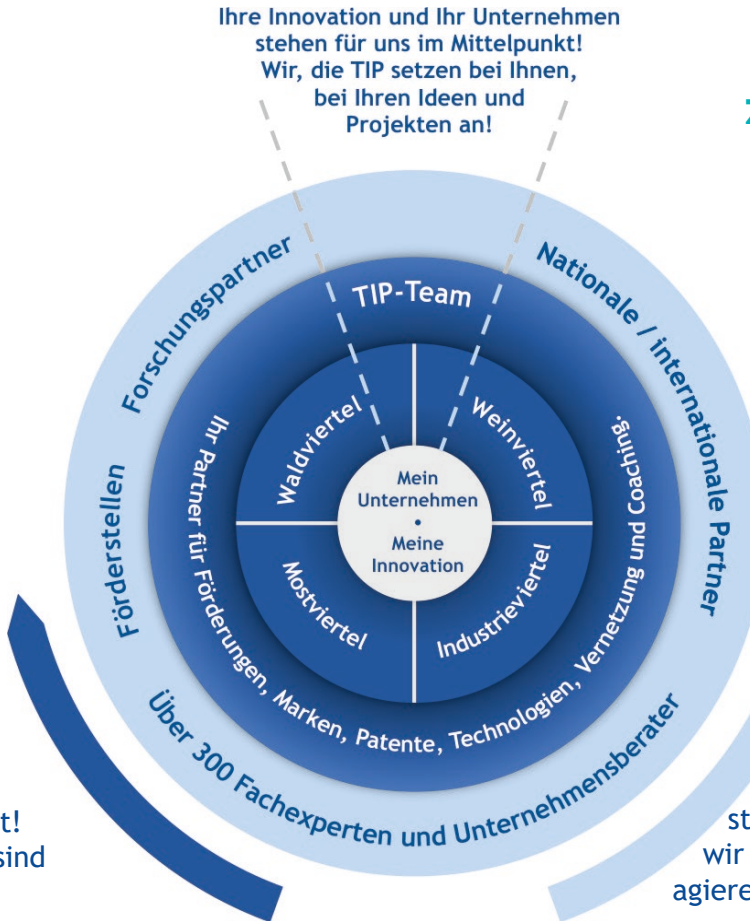 Ihre Innovation und Ihr Unternehmen
stehen für uns im Mittelpunkt!
Wir, die TIP setzen bei Ihnen,
bei Ihren Ideen und
Projekten an!
Forschungspartner
Nationale / internationale Partner
Förderstellen
Über 300 Fachexperten und Unternehmensberater
TIP-Team
Ihr Partner für Förderungen, Marken, Patente, Technologien, Vernetzung und Coaching.
Waldviertel
Weinviertel
Mostviertel
Industrieviertel
Mein
Unternehmen
•
Meine
Innovation
t!
sind
st
wir
agiere